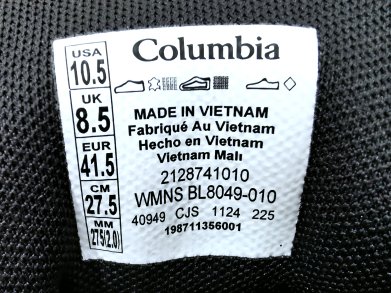 Columbia
USA
10.5
UK
8.5
EUR
41.5
CM
27.5
MM
275(2.0)
MADE IN VIETNAM
Fabriqué Au Vietnam
Hecho en Vietnam
Vietnam Malı
2128741010
WMNS BL8049-010
40949 CJS 1124 225
198711356001